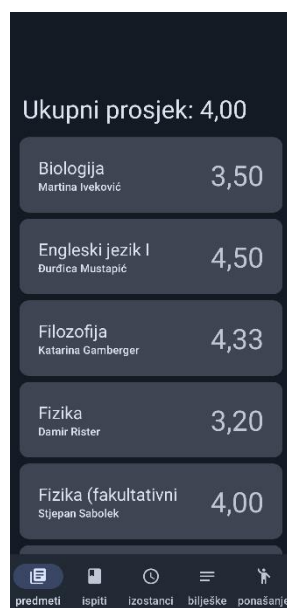 Ukupni prosjek: 4,00
Biologija
Martina Iveković
3,50
Engleski jezik I
Đurđica Mustapić
4,50
Filozofija
Katarina Gamberger
4,33
Fizika
Damir Rister
3,20
Fizika (fakultativni
Stjepan Sabolek
4,00
predmeti ispiti izostanci bilješke ponašanje